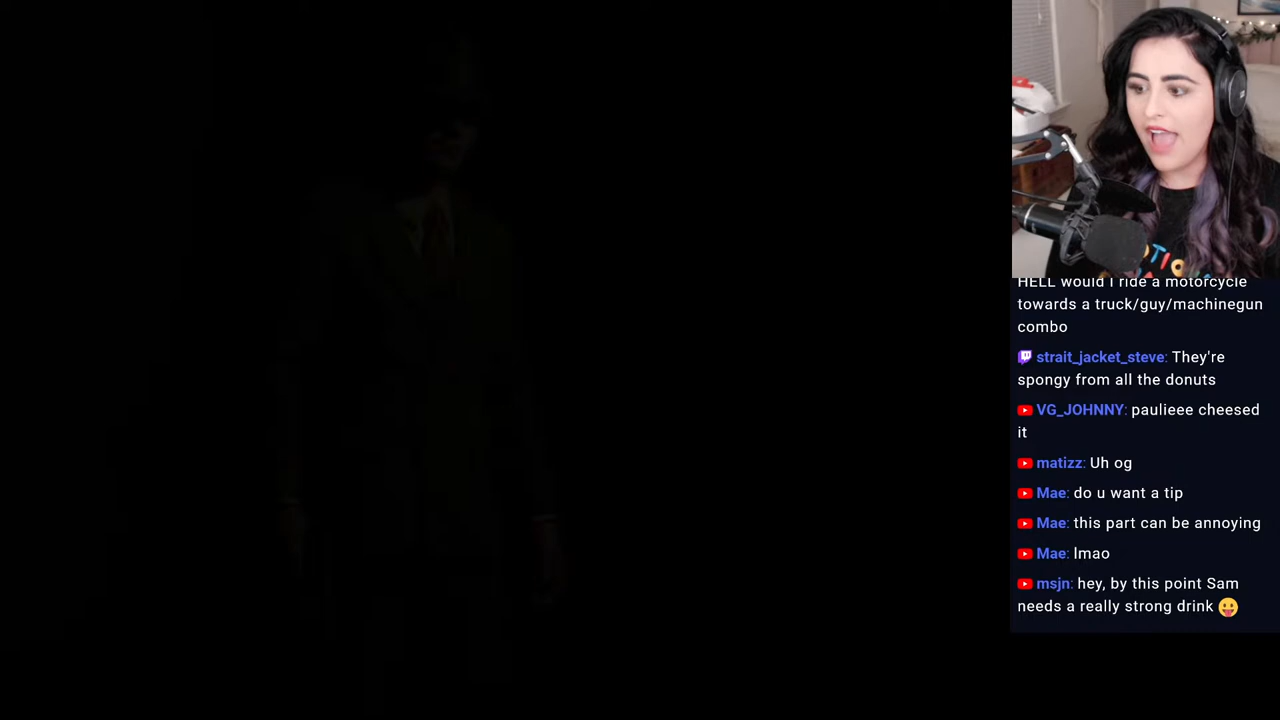 HELL would I ride a motorcycle
towards a truck/guy/machinegun
combo
strait_jacket_steve: They're
spongy from all the donuts
VG_JOHNNY: paulieee cheesed
it
matizz: Uh og
Mae: do u want a tip
Mae: this part can be annoying
Mae: lmao
msjn: hey, by this point Sam
needs a really strong drink 😛